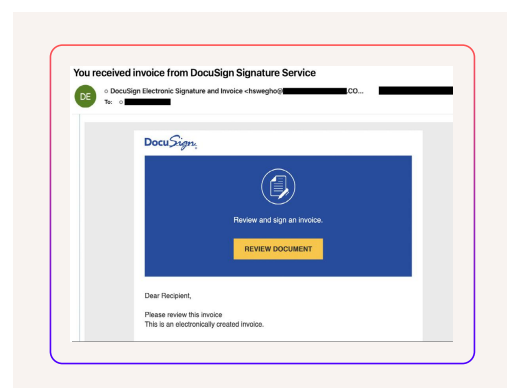 You received invoice from DocuSign Signature Service
DE
DocuSign Electronic Signature and Invoice <hswegho@ .CO...
To:
DocuSign
Review and sign an invoice.
REVIEW DOCUMENT
Dear Recipient,
Please review this invoice
This is an electronically created invoice.